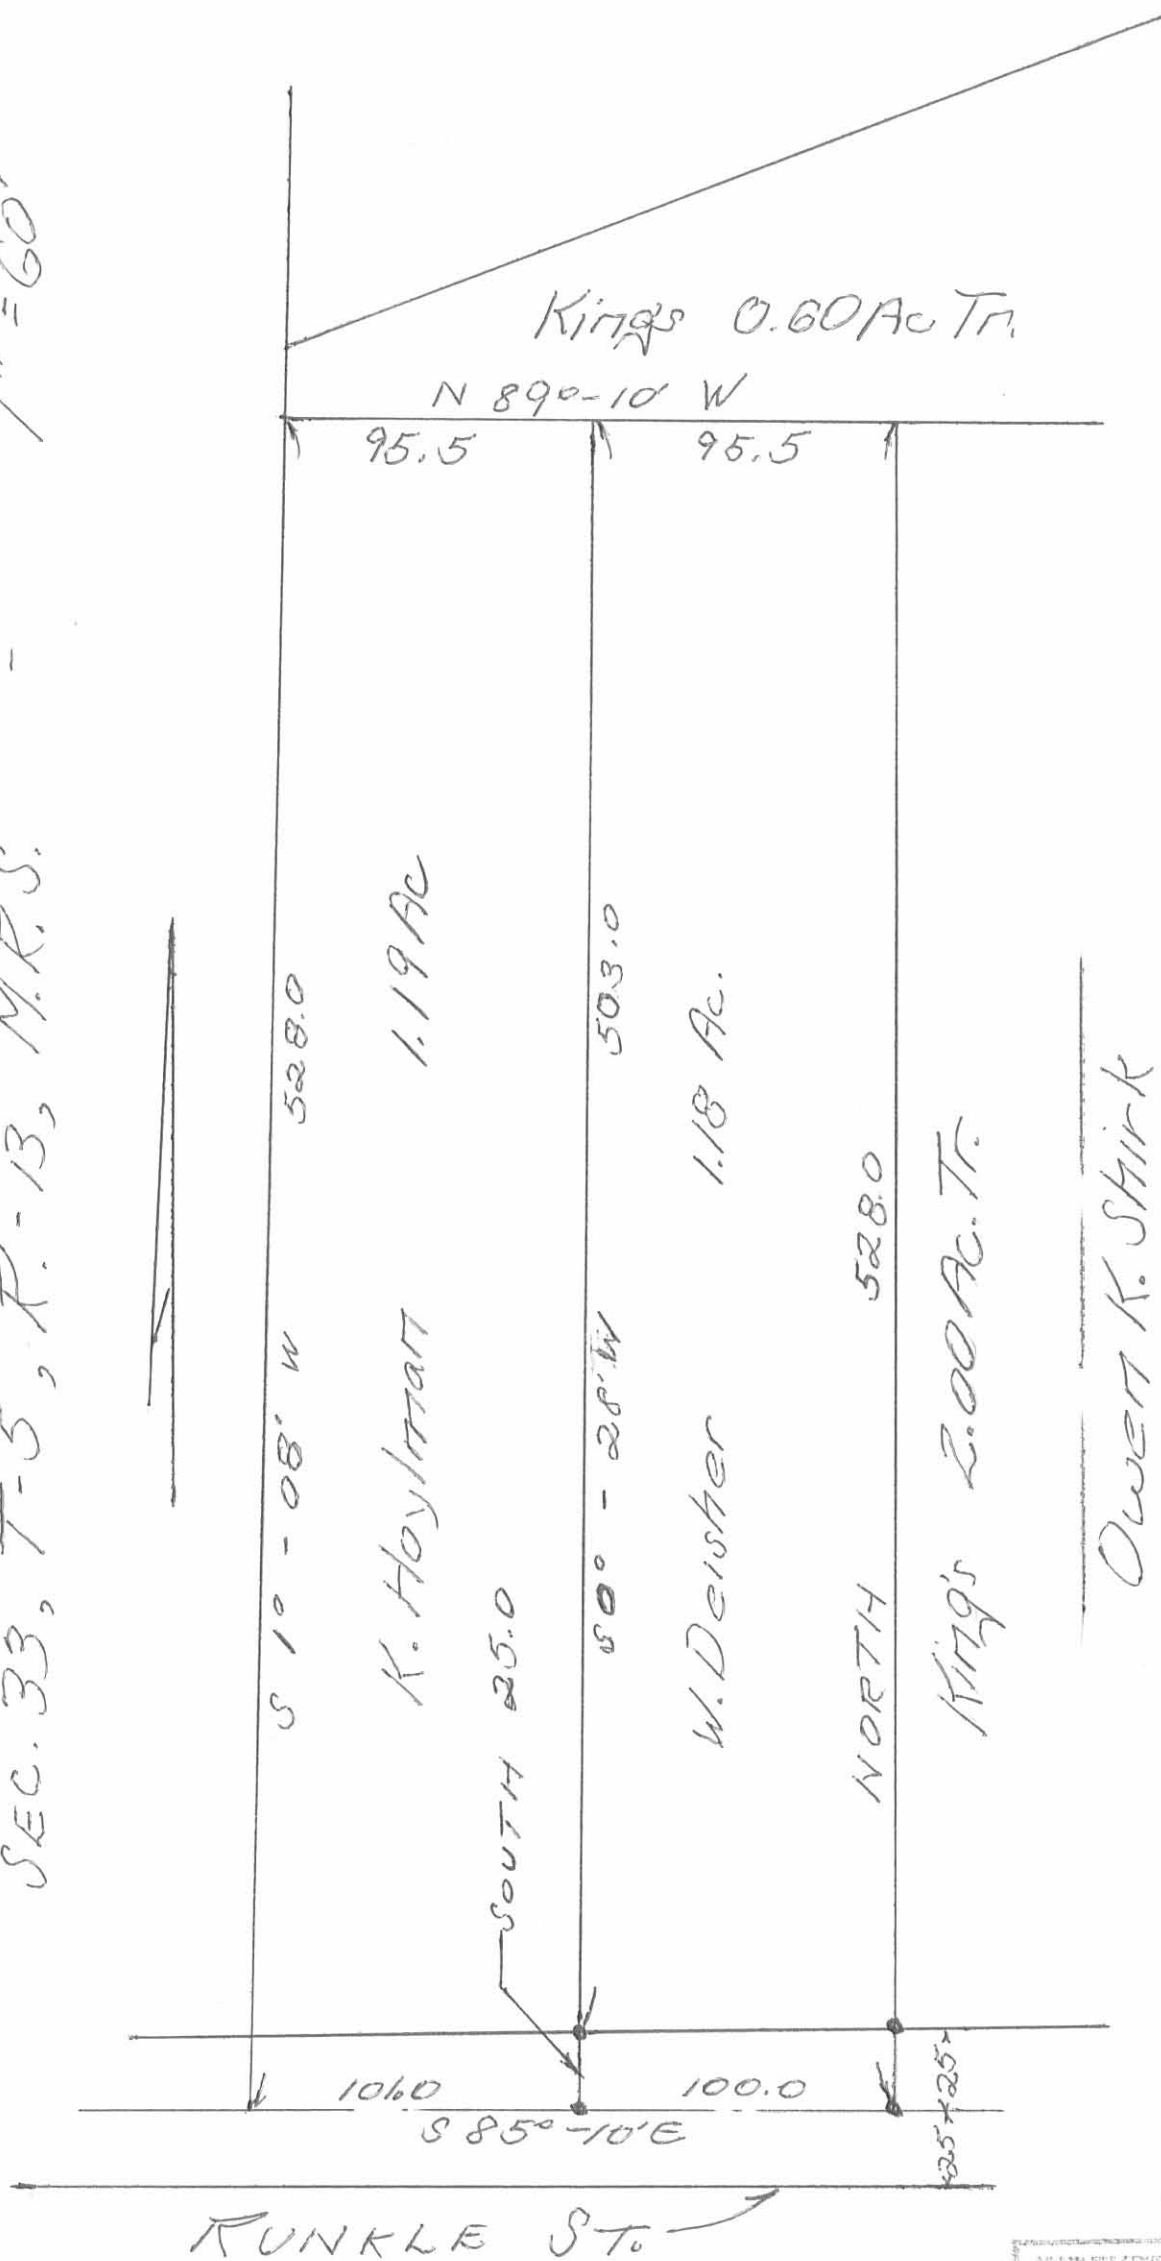 1" = 60'
SEC. 33, T-5, R.-13, M.R.S.
Kings 0.60 Ac Tr.
N 89°-10' W
95.5
95.5
S 1°-08' W 528.0
K. Hoylman 1.19 Ac
SOUTH 25.0
S 0° - 28' W 503.0
W. Deisher 1.18 Ac.
NORTH 528.0
King's 2.00 Ac. Tr.
Owen K. Shirk
101.0
100.0
S 85°-10' E
25 25
RUNKLE ST.